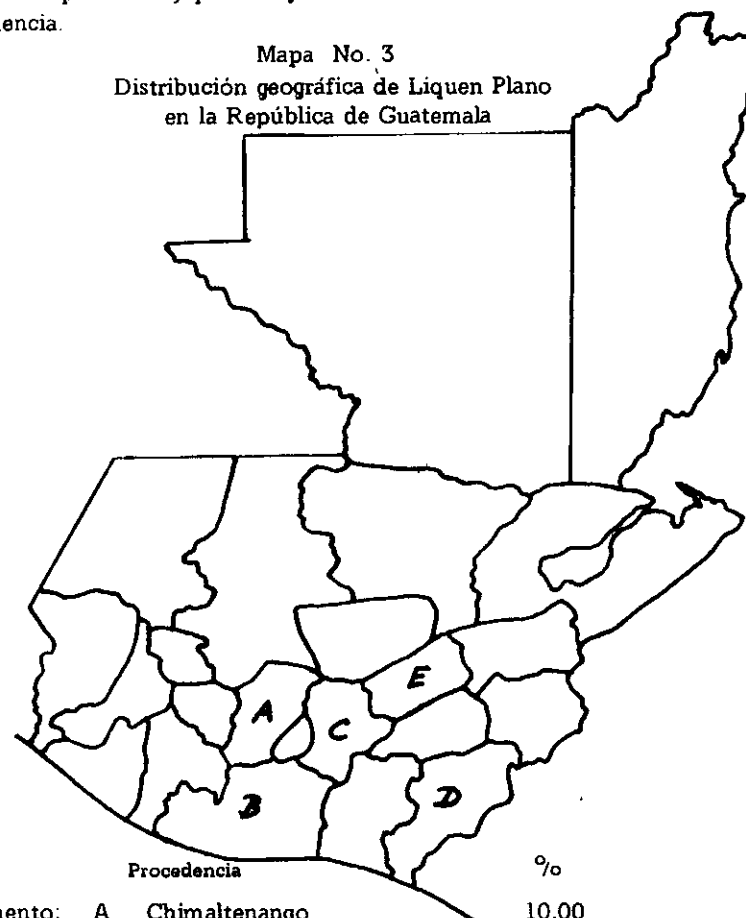 encia.
Mapa No. 3
Distribución geográfica de Liquen Plano
en la República de Guatemala
E
A
C
B
D
Procedencia %
mento: A Chimaltenango 10.00